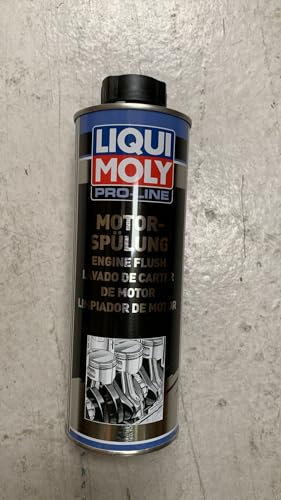 LIQUI
MOLY
PRO-LINE
MOTOR-
SPÜLUNG
ENGINE FLUSH
LAVADO DE CARTER
DE MOTOR
LIMPIADOR DE MOTOR